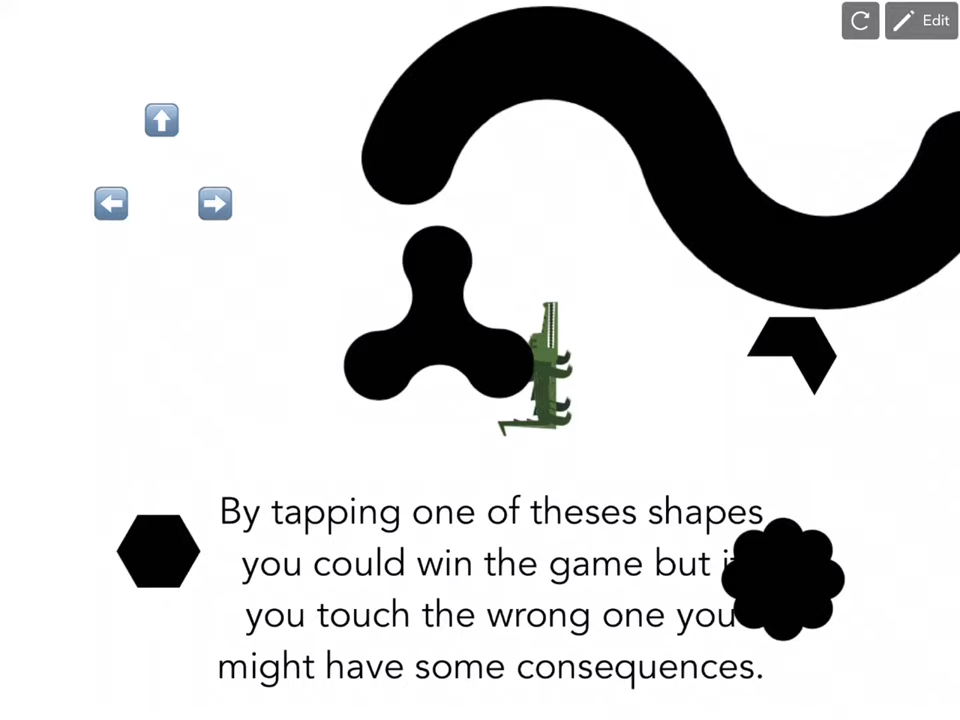 Edit
By tapping one of theses shapes
you could win the game but
you touch the wrong one you
might have some consequences.